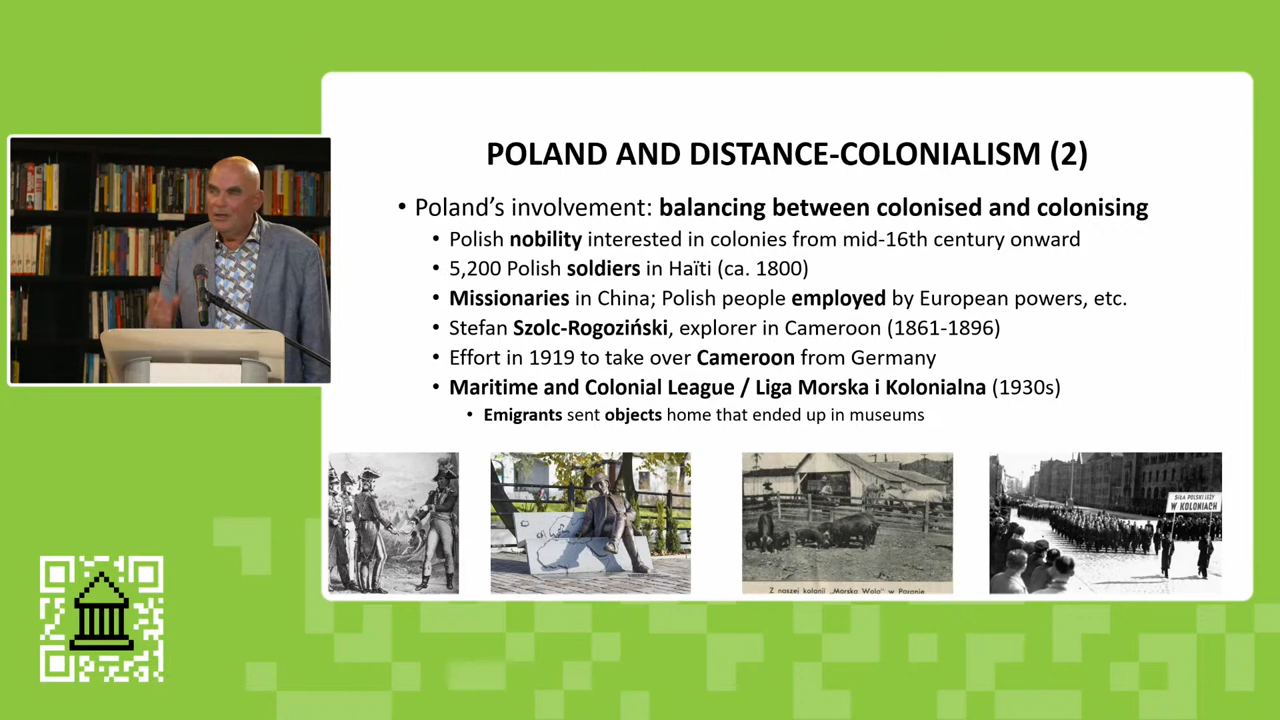 POLAND AND DISTANCE-COLONIALISM (2)
• Poland's involvement: balancing between colonised and colonising
• Polish nobility interested in colonies from mid-16th century onward
• 5,200 Polish soldiers in Haïti (ca. 1800)
• Missionaries in China; Polish people employed by European powers, etc.
• Stefan Szolc-Rogoziński, explorer in Cameroon (1861-1896)
• Effort in 1919 to take over Cameroon from Germany
• Maritime and Colonial League / Liga Morska i Kolonialna (1930s)
• Emigrants sent objects home that ended up in museums
SIŁA POLSKI LEŻY
W KOLONIACH
Z naszej kolonii „Morska Wola" w Paranie.